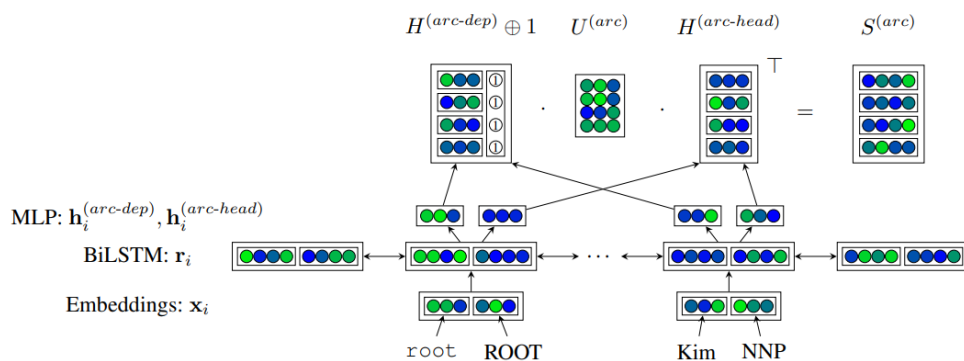 H^(arc-dep) ⊕ 1 U^(arc) H^(arc-head) S^(arc)
1 ⊤
1
· · =
1
1
MLP: h_i^(arc-dep), h_i^(arc-head)
BiLSTM: r_i ...
Embeddings: x_i
root ROOT Kim NNP